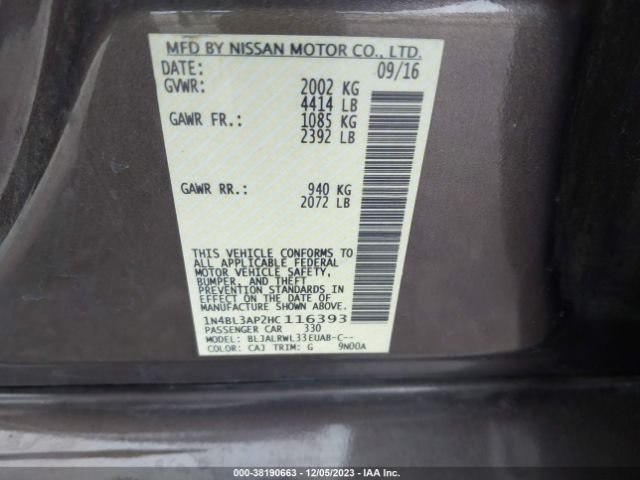 MFD BY NISSAN MOTOR CO., LTD.
DATE: 09/16
GVWR: 2002 KG
4414 LB
GAWR FR.: 1085 KG
2392 LB
GAWR RR.: 940 KG
2072 LB
THIS VEHICLE CONFORMS TO
ALL APPLICABLE FEDERAL
MOTOR VEHICLE SAFETY,
BUMPER, AND THEFT
PREVENTION STANDARDS IN
EFFECT ON THE DATE OF
MANUFACTURE SHOWN ABOVE.
1N4BL3AP2HC116393
PASSENGER CAR 330
MODEL: BLJALRWL33EUAB-C--
COLOR: CAJ TRIM: G 9N00A
000-38190663 — 12/05/2023 — IAA Inc.